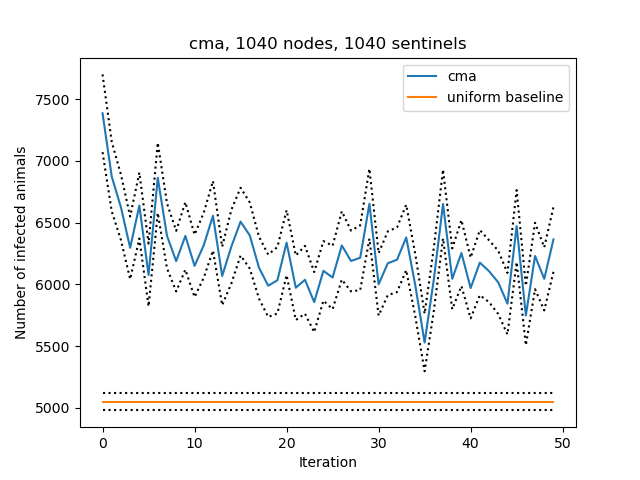 cma, 1040 nodes, 1040 sentinels
cma
uniform baseline
Number of infected animals
7500
7000
6500
6000
5500
5000
0 10 20 30 40 50
Iteration